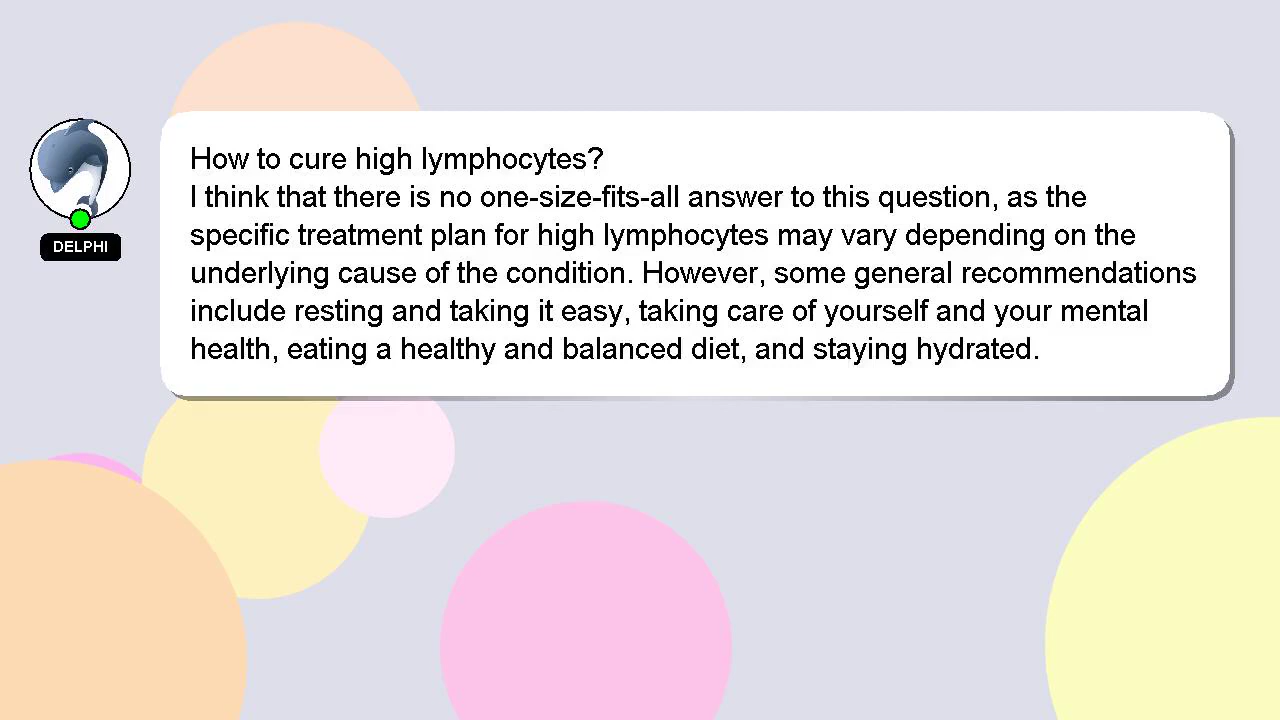 How to cure high lymphocytes?
I think that there is no one-size-fits-all answer to this question, as the
specific treatment plan for high lymphocytes may vary depending on the
underlying cause of the condition. However, some general recommendations
include resting and taking it easy, taking care of yourself and your mental
health, eating a healthy and balanced diet, and staying hydrated.
DELPHI